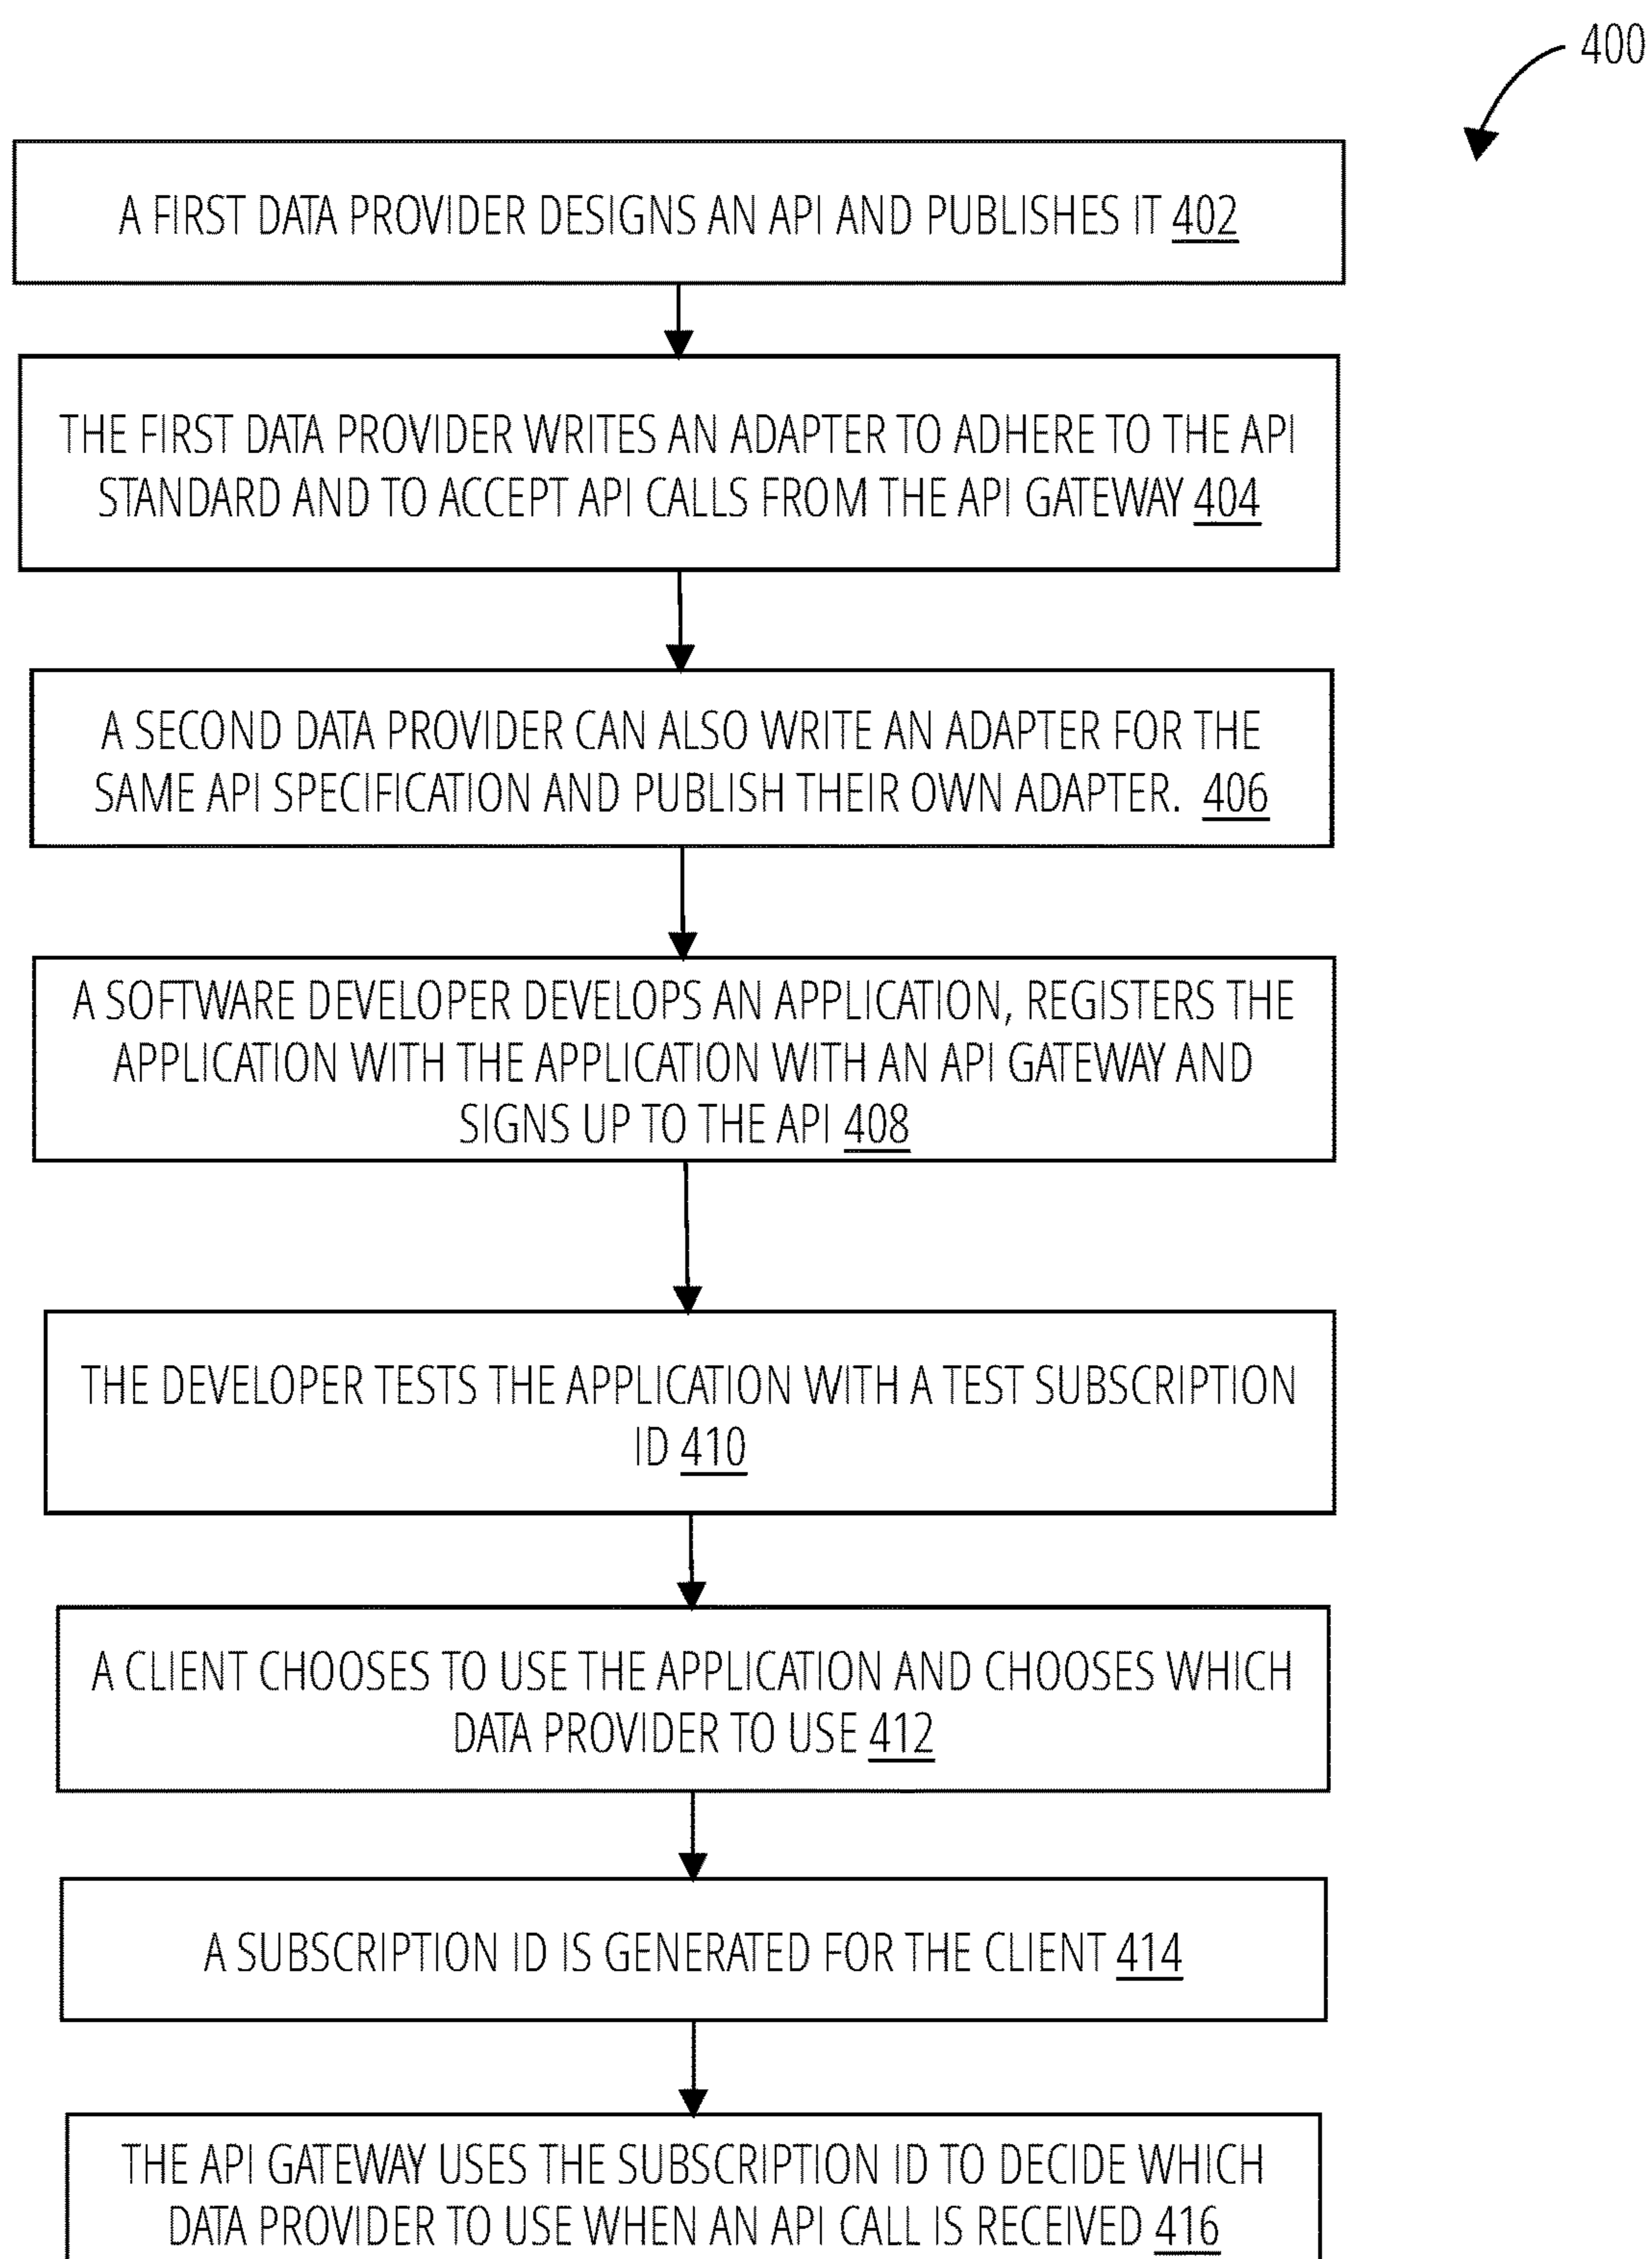 400
A FIRST DATA PROVIDER DESIGNS AN API AND PUBLISHES IT 402
THE FIRST DATA PROVIDER WRITES AN ADAPTER TO ADHERE TO THE API
STANDARD AND TO ACCEPT API CALLS FROM THE API GATEWAY 404
A SECOND DATA PROVIDER CAN ALSO WRITE AN ADAPTER FOR THE
SAME API SPECIFICATION AND PUBLISH THEIR OWN ADAPTER. 406
A SOFTWARE DEVELOPER DEVELOPS AN APPLICATION, REGISTERS THE
APPLICATION WITH THE APPLICATION WITH AN API GATEWAY AND
SIGNS UP TO THE API 408
THE DEVELOPER TESTS THE APPLICATION WITH A TEST SUBSCRIPTION
ID 410
A CLIENT CHOOSES TO USE THE APPLICATION AND CHOOSES WHICH
DATA PROVIDER TO USE 412
A SUBSCRIPTION ID IS GENERATED FOR THE CLIENT 414
THE API GATEWAY USES THE SUBSCRIPTION ID TO DECIDE WHICH
DATA PROVIDER TO USE WHEN AN API CALL IS RECEIVED 416